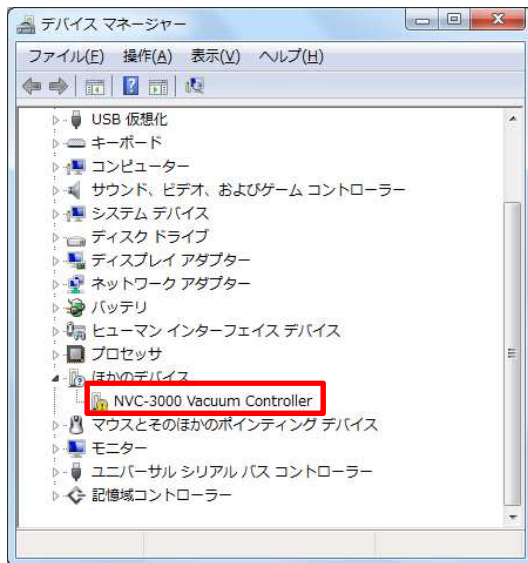 デバイス マネージャー
ファイル(F) 操作(A) 表示(V) ヘルプ(H)
USB 仮想化
キーボード
コンピューター
サウンド、ビデオ、およびゲーム コントローラー
システム デバイス
ディスク ドライブ
ディスプレイ アダプター
ネットワーク アダプター
バッテリ
ヒューマン インターフェイス デバイス
プロセッサ
ほかのデバイス
NVC-3000 Vacuum Controller
マウスとそのほかのポインティング デバイス
モニター
ユニバーサル シリアル バス コントローラー
記憶域コントローラー